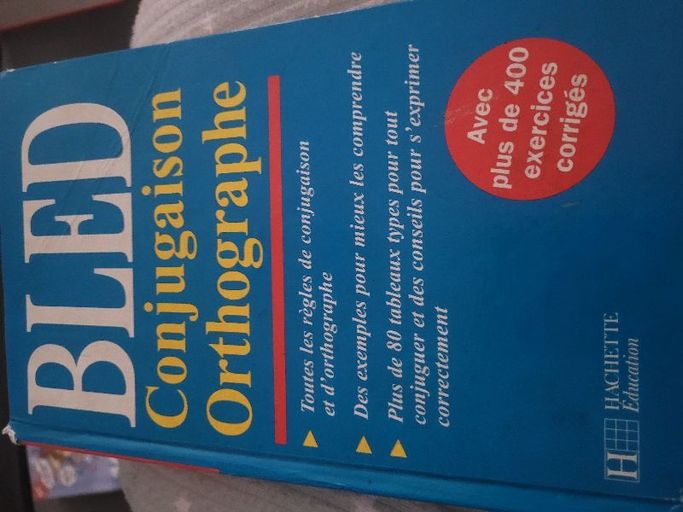 BLED
Conjugaison
Orthographe
Toutes les règles de conjugaison
et d'orthographe
Des exemples pour mieux les comprendre
Plus de 80 tableaux types pour tout
conjuguer et des conseils pour s'exprimer
correctement
Avec
plus de 400
exercices
corrigés
H HACHETTE
Éducation